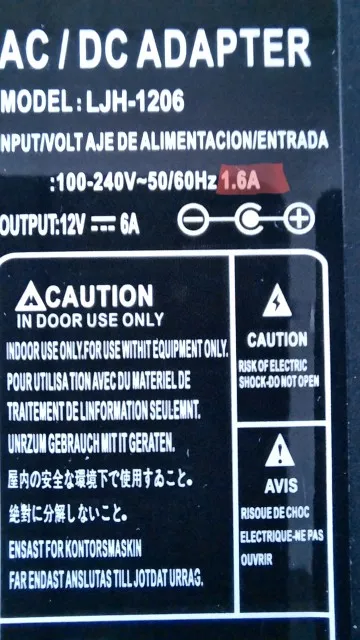 AC / DC ADAPTER
MODEL: LJH-1206
NPUT/VOLT AJE DE ALIMENTACION/ENTRADA
:100-240V~50/60Hz 1.6A
OUTPUT:12V ⎓ 6A
CAUTION
IN DOOR USE ONLY
INDOOR USE ONLY.FOR USE WITHIT EQUIPMENT ONLY.
POUR UTILISA TION AVEC DU MATERIEL DE
TRAITEMENT DE LINFORMATION SEULEMNT.
UNRZUM GEBRAUCH MIT IT GERATEN.
屋内の安全な環境下で使用すゐこと。
絶對に分解しないこと。
ENSAST FOR KONTORSMASKIN
FAR ENDAST ANSLUTAS TILL JOTDAT URRAG.
CAUTION
RISK OF ELECTRIC
SHOCK-DO NOT OPEN
AVIS
RISOUE DE CHOC
ELECTRIQUE-NE PAS
OUVRIR